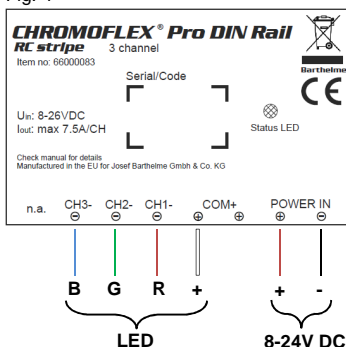 Fig. 1
CHROMOFLEX® Pro DIN Rail
RC stripe 3 channel
Item no: 66000083
Barthelme
Serial/Code
CE
Uin: 8-26VDC
Iout: max 7.5A/CH
Status LED
Check manual for details
Manufactured in the EU for Josef Barthelme Gmbh & Co. KG
n.a. CH3- CH2- CH1- COM+ POWER IN
B G R + + -
LED 8-24V DC